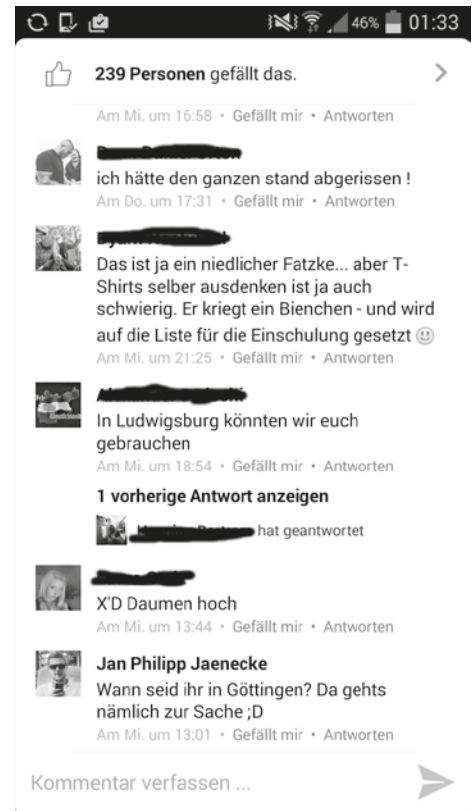 46% 01:33
239 Personen gefällt das.
Am Mi. um 16:58 • Gefällt mir • Antworten
ich hätte den ganzen stand abgerissen !
Am Do. um 17:31 • Gefällt mir • Antworten
Das ist ja ein niedlicher Fatzke... aber T-
Shirts selber ausdenken ist ja auch
schwierig. Er kriegt ein Bienchen - und wird
auf die Liste für die Einschulung gesetzt
Am Mi. um 21:25 • Gefällt mir • Antworten
In Ludwigsburg könnten wir euch
gebrauchen
Am Mi. um 18:54 • Gefällt mir • Antworten
1 vorherige Antwort anzeigen
hat geantwortet
X'D Daumen hoch
Am Mi. um 13:44 • Gefällt mir • Antworten
Jan Philipp Jaenecke
Wann seid ihr in Göttingen? Da gehts
nämlich zur Sache ;D
Am Mi. um 13:01 • Gefällt mir • Antworten
Kommentar verfassen ...